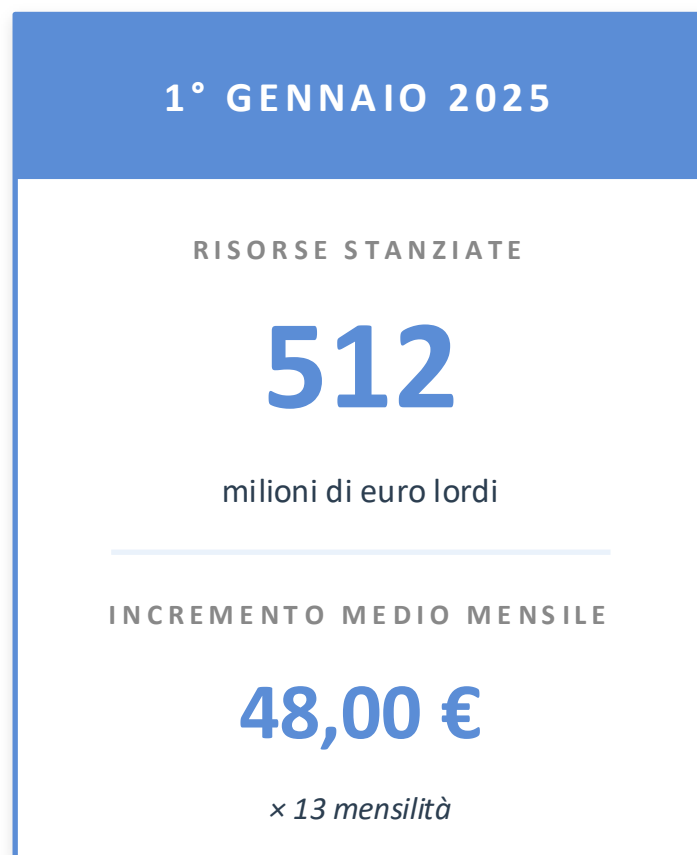 1° GENNAIO 2025
RISORSE STANZIATE
512
milioni di euro lordi
INCREMENTO MEDIO MENSILE
48,00 €
× 13 mensilità